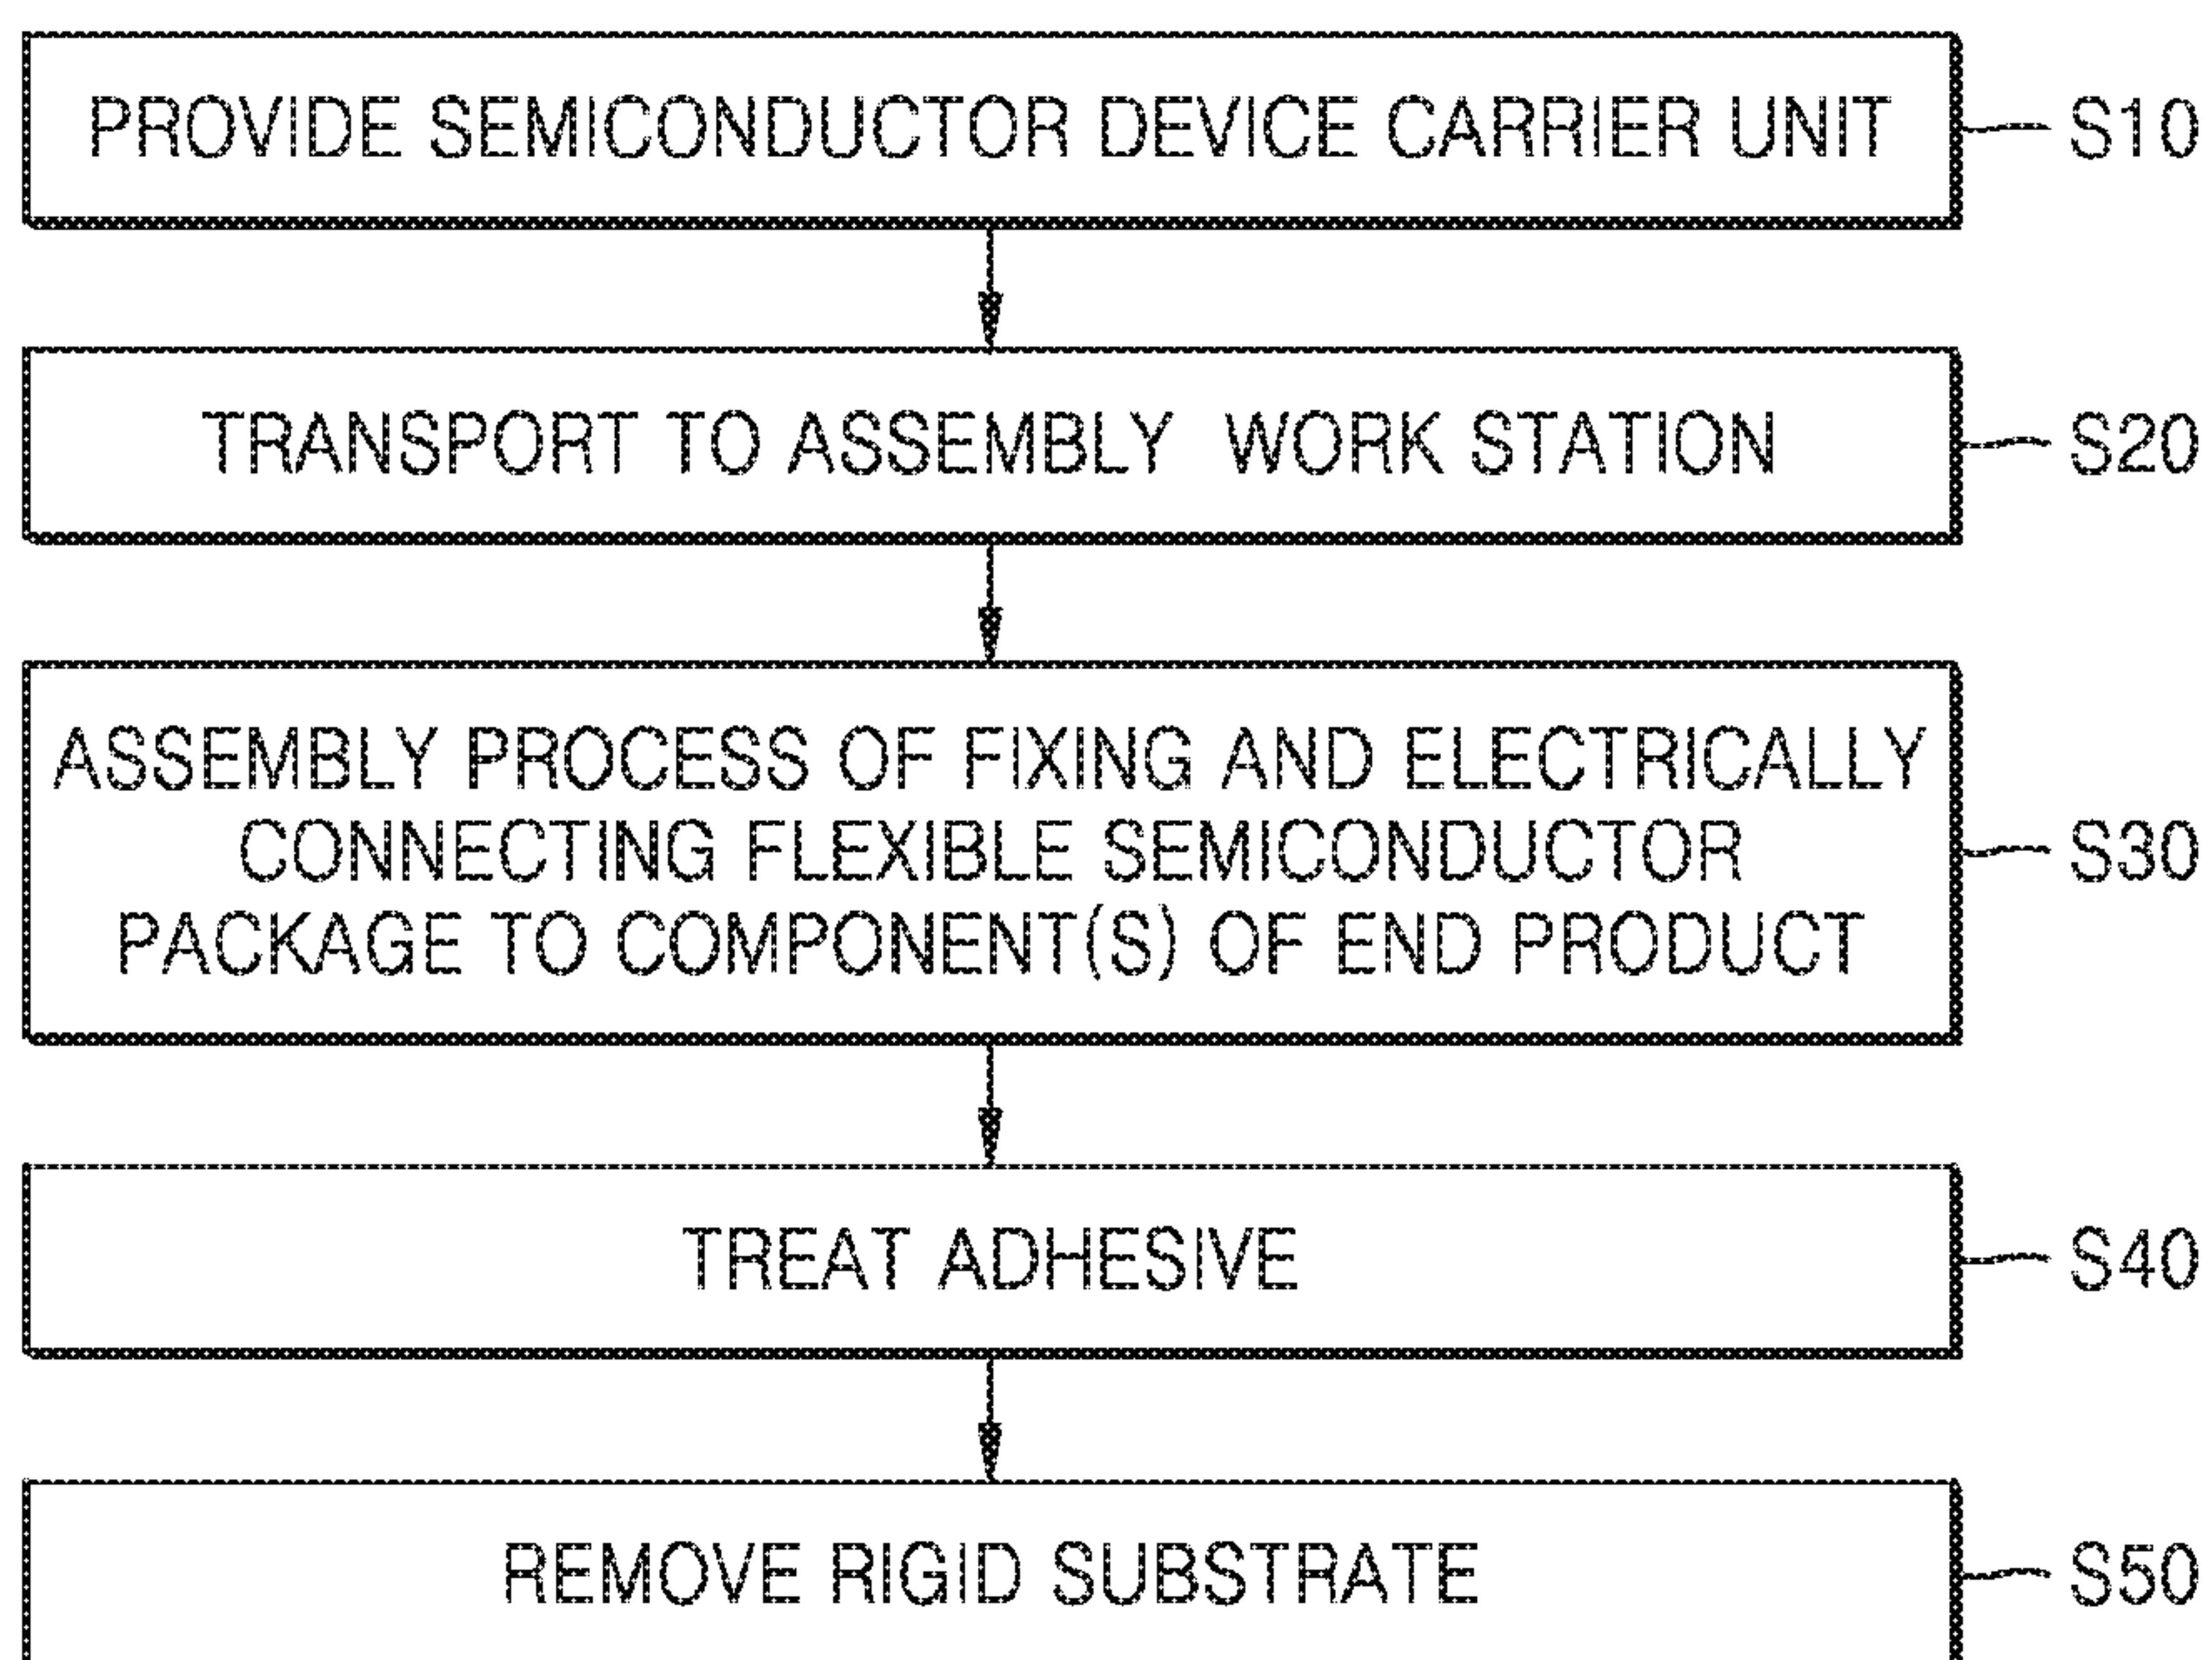 PROVIDE SEMICONDUCTOR DEVICE CARRIER UNIT S10
TRANSPORT TO ASSEMBLY WORK STATION S20
ASSEMBLY PROCESS OF FIXING AND ELECTRICALLY
CONNECTING FLEXIBLE SEMICONDUCTOR S30
PACKAGE TO COMPONENT(S) OF END PRODUCT
TREAT ADHESIVE S40
REMOVE RIGID SUBSTRATE S50